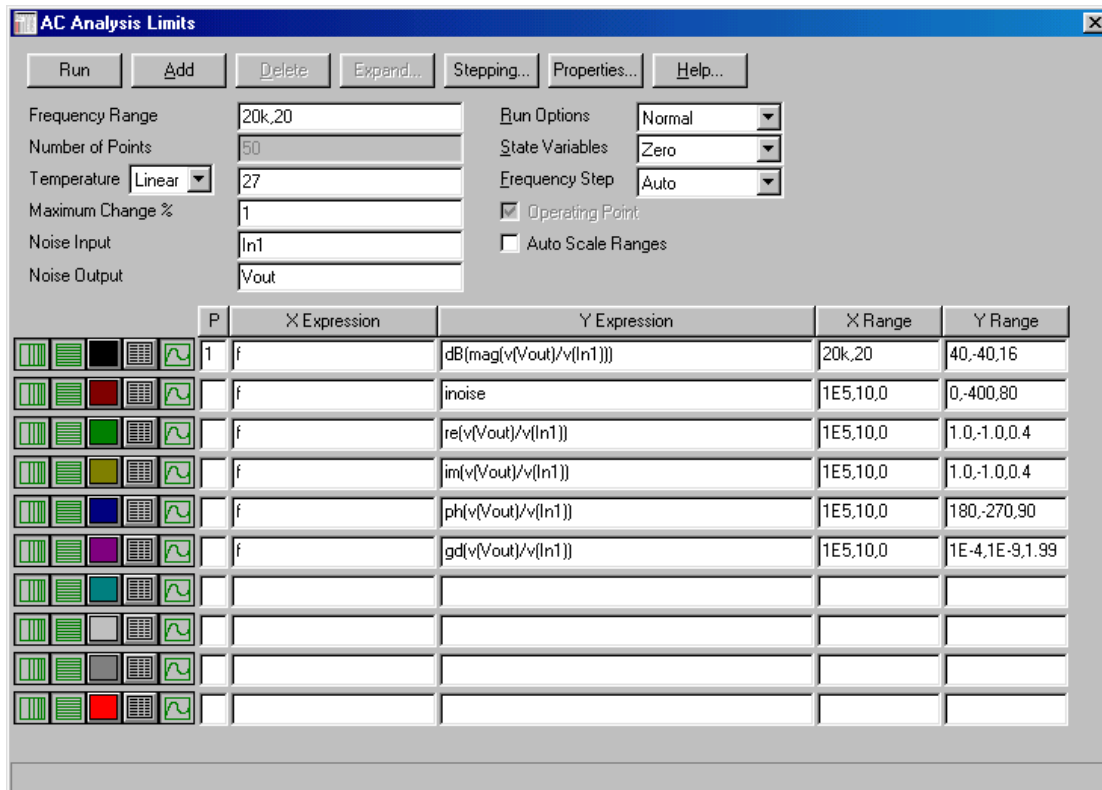 AC Analysis Limits
Run Add Delete Expand... Stepping... Properties... Help...
Frequency Range 20k,20 Run Options Normal
Number of Points 50 State Variables Zero
Temperature Linear 27 Frequency Step Auto
Maximum Change % 1 Operating Point
Noise Input In1 Auto Scale Ranges
Noise Output Vout
P X Expression Y Expression X Range Y Range
1 f dB(mag(v(Vout)/v(In1))) 20k,20 40,-40,16
f inoise 1E5,10,0 0,-400,80
f re(v(Vout)/v(In1)) 1E5,10,0 1.0,-1.0,0.4
f im(v(Vout)/v(In1)) 1E5,10,0 1.0,-1.0,0.4
f ph(v(Vout)/v(In1)) 1E5,10,0 180,-270,90
f gd(v(Vout)/v(In1)) 1E5,10,0 1E-4,1E-9,1.99